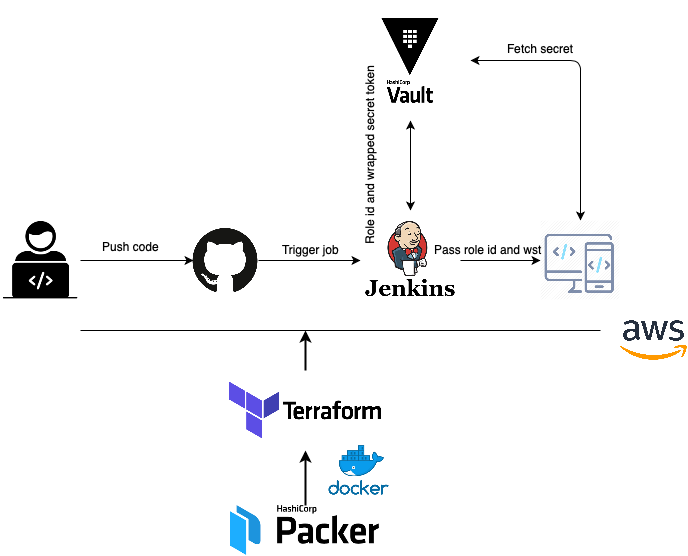 Fetch secret
HashiCorp
Vault
Role id and wrapped secret token
Push code
Trigger job
Pass role id and wst
</>
</>
</>
Jenkins
aws
Terraform
docker
HashiCorp
Packer